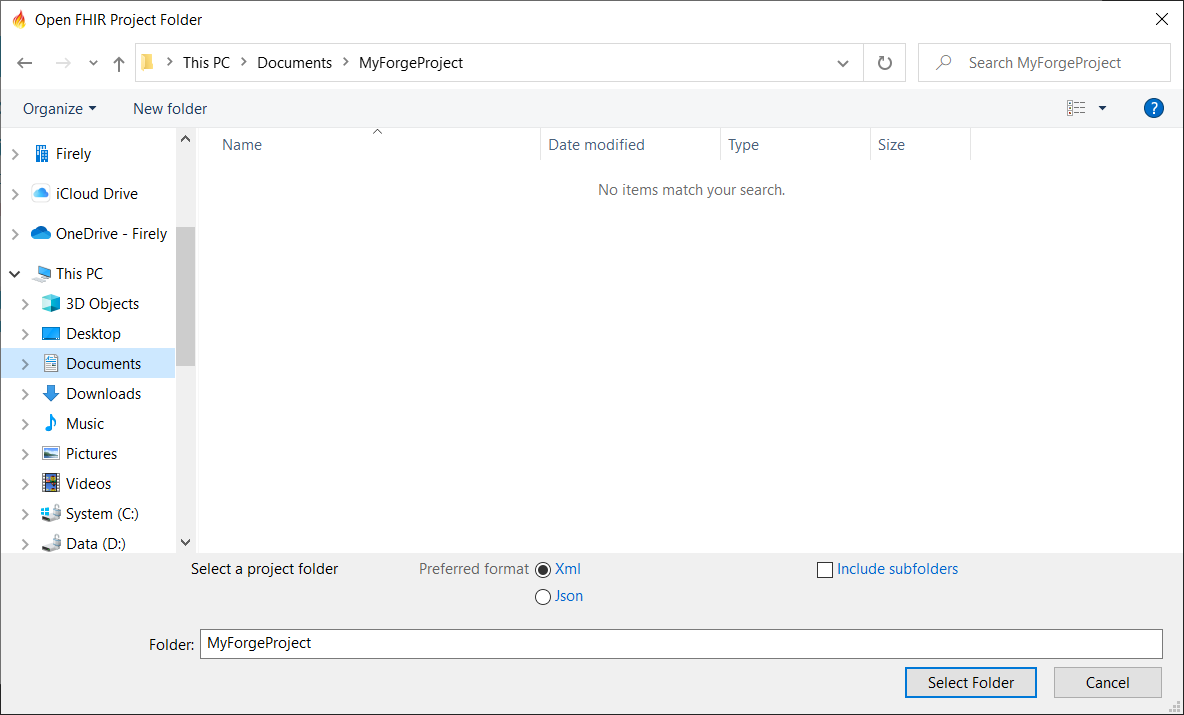 Open FHIR Project Folder
This PC > Documents > MyForgeProject
Search MyForgeProject
Organize
New folder
?
Name
Date modified
Type
Size
No items match your search.
Firely
iCloud Drive
OneDrive - Firely
This PC
3D Objects
Desktop
Documents
Downloads
Music
Pictures
Videos
System (C:)
Data (D:)
Select a project folder
Preferred format
Xml
Json
Include subfolders
Folder:
MyForgeProject
Select Folder
Cancel